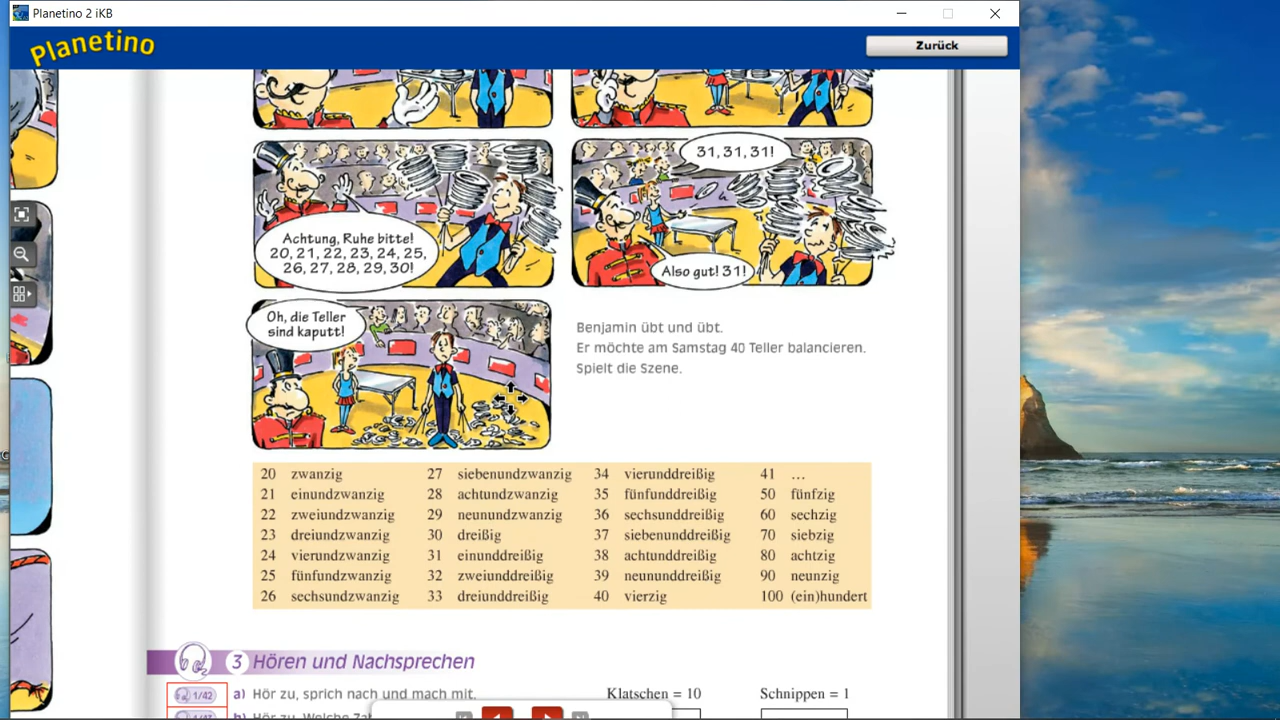 Planetino 2 iKB
Planetino
Zurück
Achtung, Ruhe bitte!
20, 21, 22, 23, 24, 25,
26, 27, 28, 29, 30!
31, 31, 31!
Also gut! 31!
Oh, die Teller
sind kaputt!
Benjamin übt und übt.
Er möchte am Samstag 40 Teller balancieren.
Spielt die Szene.
20 zwanzig 27 siebenundzwanzig 34 vierunddreißig 41 ...
21 einundzwanzig 28 achtundzwanzig 35 fünfunddreißig 50 fünfzig
22 zweiundzwanzig 29 neunundzwanzig 36 sechsunddreißig 60 sechzig
23 dreiundzwanzig 30 dreißig 37 siebenunddreißig 70 siebzig
24 vierundzwanzig 31 einunddreißig 38 achtunddreißig 80 achtzig
25 fünfundzwanzig 32 zweiunddreißig 39 neununddreißig 90 neunzig
26 sechsundzwanzig 33 dreiunddreißig 40 vierzig 100 (ein)hundert
3 Hören und Nachsprechen
1/42 a) Hör zu, sprich nach und mach mit. Klatschen = 10 Schnippen = 1
b) Hör zu. Welche